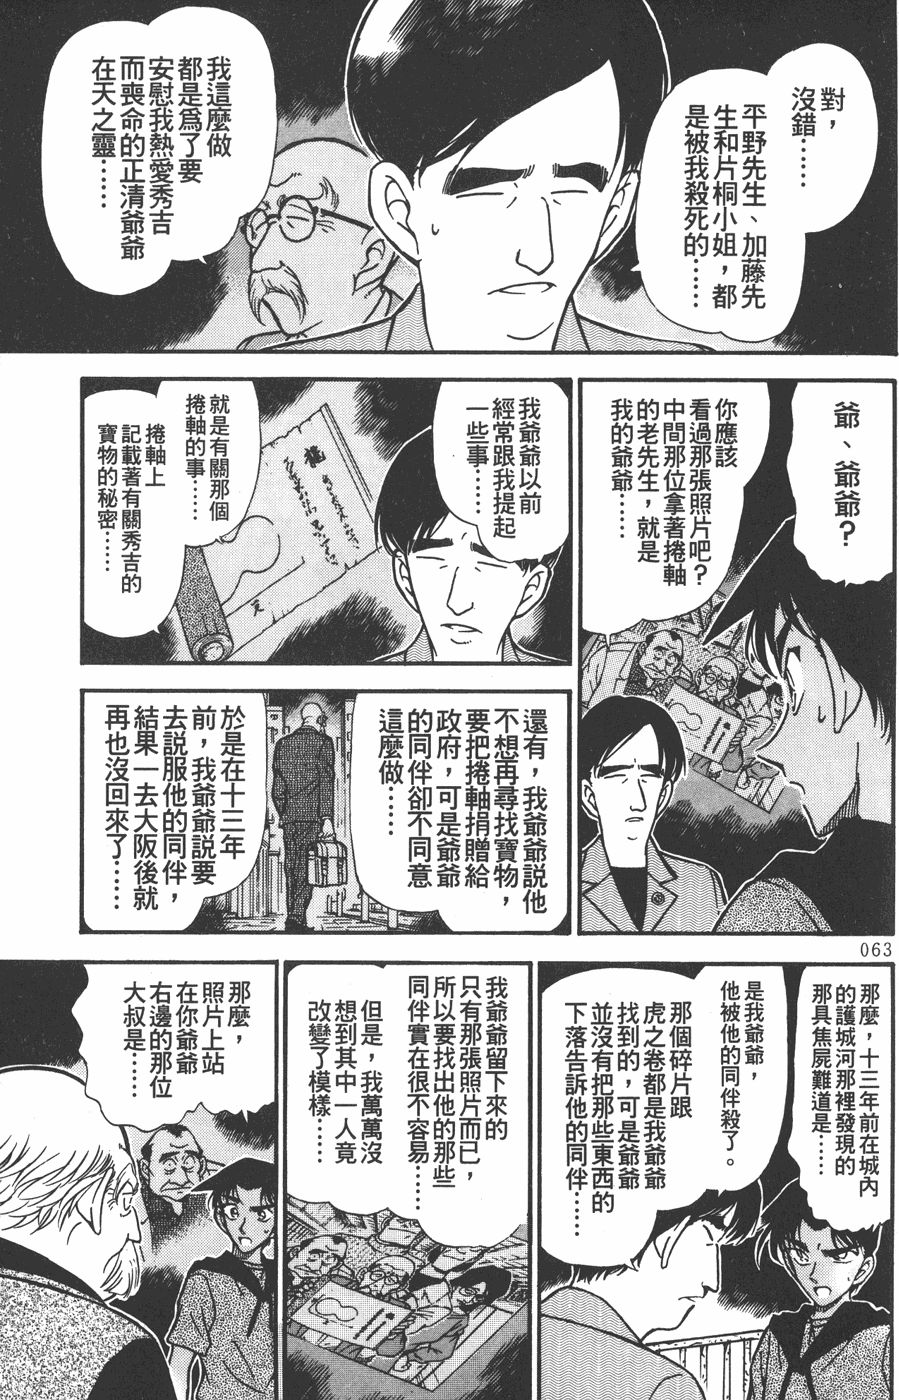 對，
沒錯……
平野先生、加藤先
生和片桐小姐，都
是被我殺死的……
我這麼做
都是爲了要
安慰我熱愛秀吉
而喪命的正清爺爺
在天之靈……
爺、爺爺？
你應該
看過那張照片吧？
中間那位拿著捲軸
的老先生，就是
我的爺爺……
我爺爺以前
經常跟我提起
一些事……
就是有關那個
捲軸的事……
捲軸上
記載著有關秀吉的
寶物的秘密……
還有，我爺爺說他
不想再尋找寶物，
要把捲軸捐贈給
政府，可是爺爺
的同伴卻不同意
這麼做……
於是在十三年
前，我爺爺說要
去說服他的同伴，
結果一去大阪後就
再也沒回來了……
063
那麼，十三年前在城內
的護城河那裡發現的
那具焦屍難道是……
是我爺爺，
他被他的同伴殺了。
那個碎片跟
虎之卷都是我爺爺
找到的，可是爺爺
並沒有把那些東西的
下落告訴他的同伴……
我爺爺留下來的
只有那張照片而已，
所以要找出他的那些
同伴實在很不容易……
但是，我萬萬沒
想到其中一人竟
改變了模樣……
那麼，
照片上站
在你爺爺
右邊的那位
大叔是……